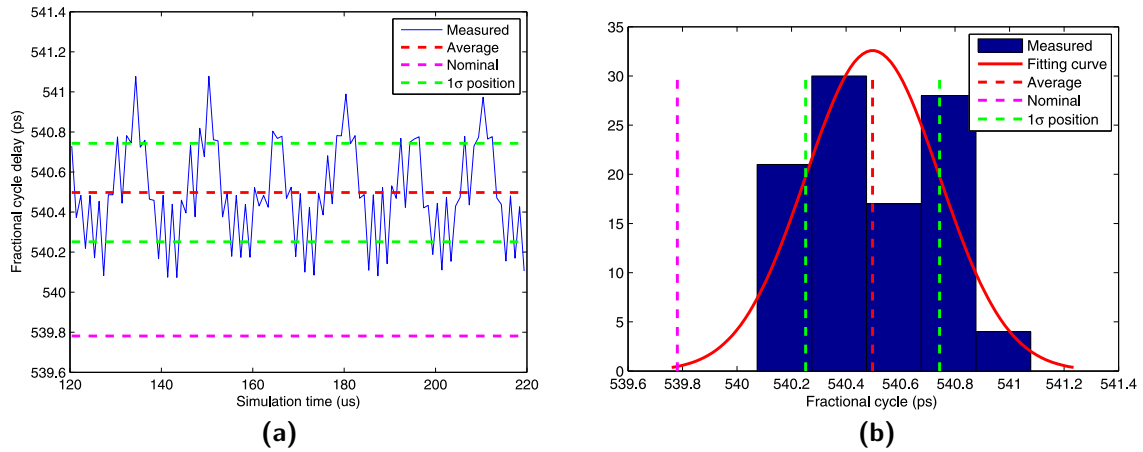 541.4
541.2
541
540.8
540.6
540.4
540.2
540
539.8
539.6
120
140
160
180
200
220
Fractional cycle delay (ps)
Simulation time (us)
Measured
Average
Nominal
1σ position
(a)
35
30
25
20
15
10
5
0
539.6
539.8
540
540.2
540.4
540.6
540.8
541
541.2
541.4
Fractional cycle (ps)
Measured
Fitting curve
Average
Nominal
1σ position
(b)